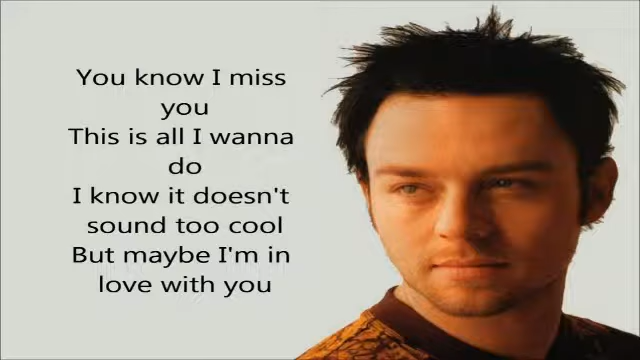 You know I miss
you
This is all I wanna
do
I know it doesn't
sound too cool
But maybe I'm in
love with you